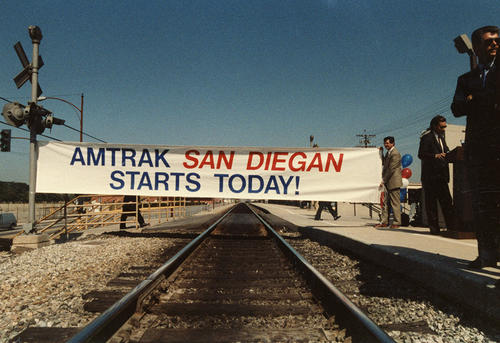 AMTRAK SAN DIEGAN
STARTS TODAY!